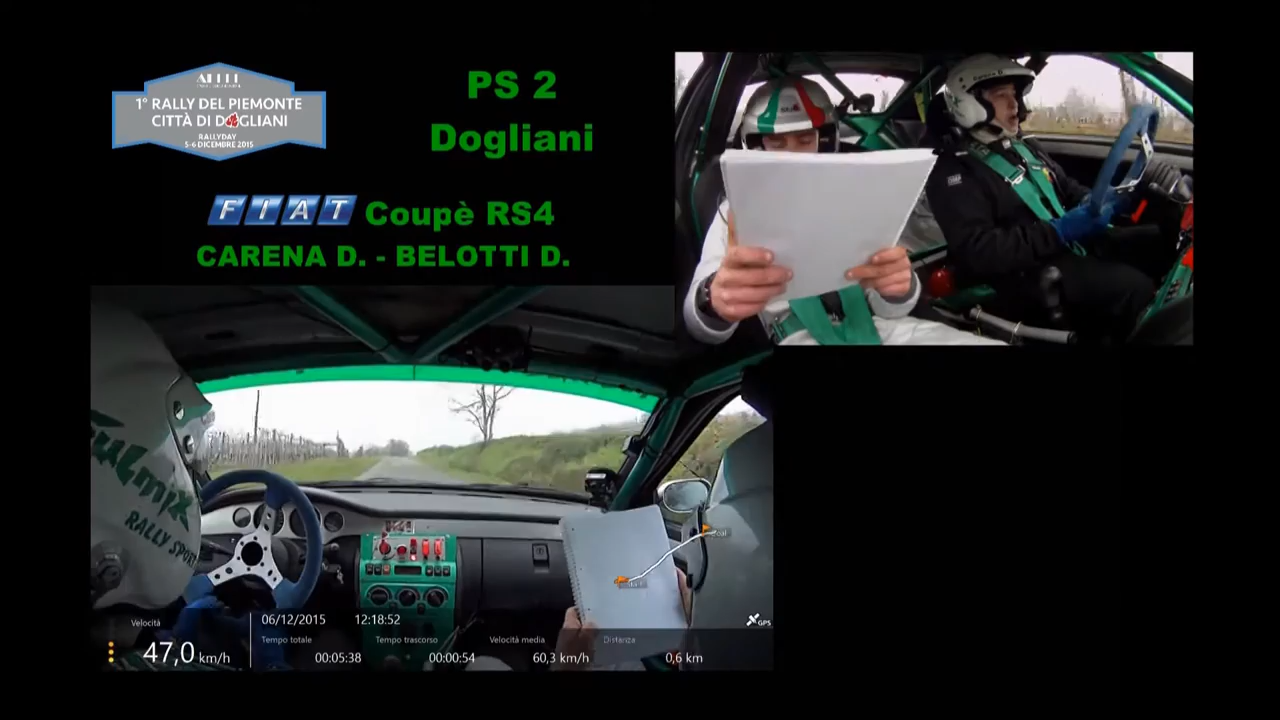 1° RALLY DEL PIEMONTE
CITTÀ DI DOGLIANI
RALLYDAY
5-6 DICEMBRE 2015
PS 2
Dogliani
FIAT Coupè RS4
CARENA D. - BELOTTI D.
fulmix
RALLY SPORT
Goal
GPS
Velocità
47,0 km/h
06/12/2015 12:18:52
Tempo totale Tempo trascorso Velocità media Distanza
00:05:38 00:00:54 60,3 km/h 0,6 km